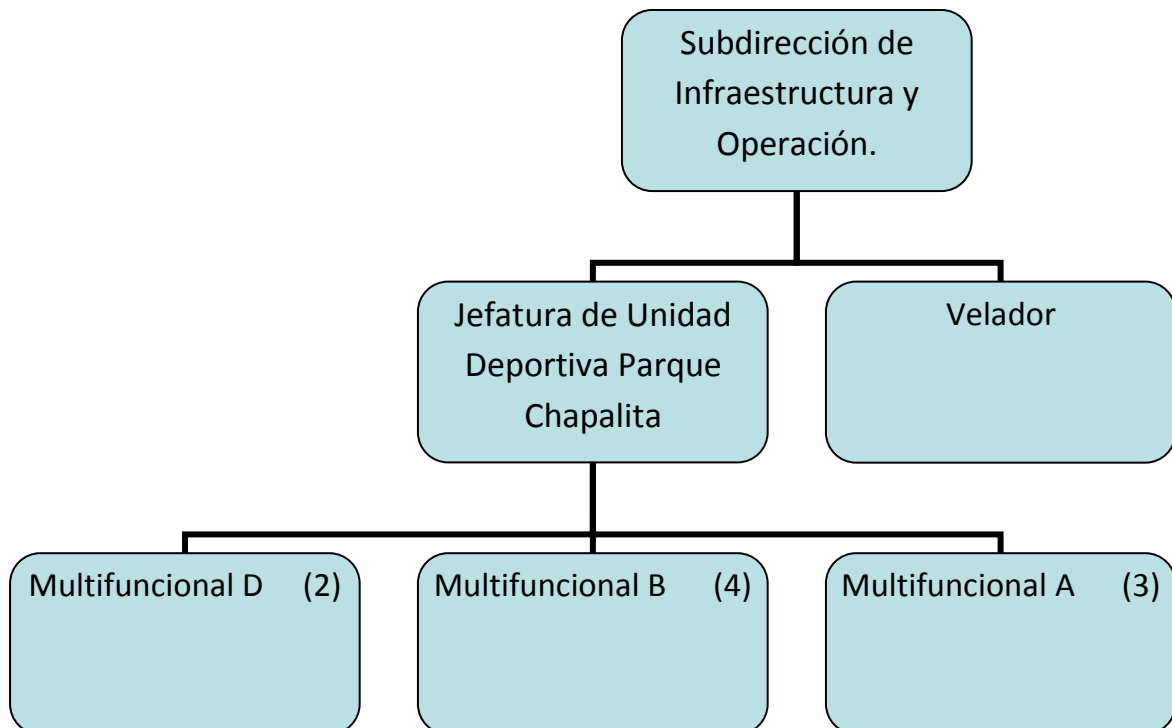 Subdirección de
Infraestructura y
Operación.
Jefatura de Unidad
Deportiva Parque
Chapalita
Velador
Multifuncional D (2)
Multifuncional B (4)
Multifuncional A (3)